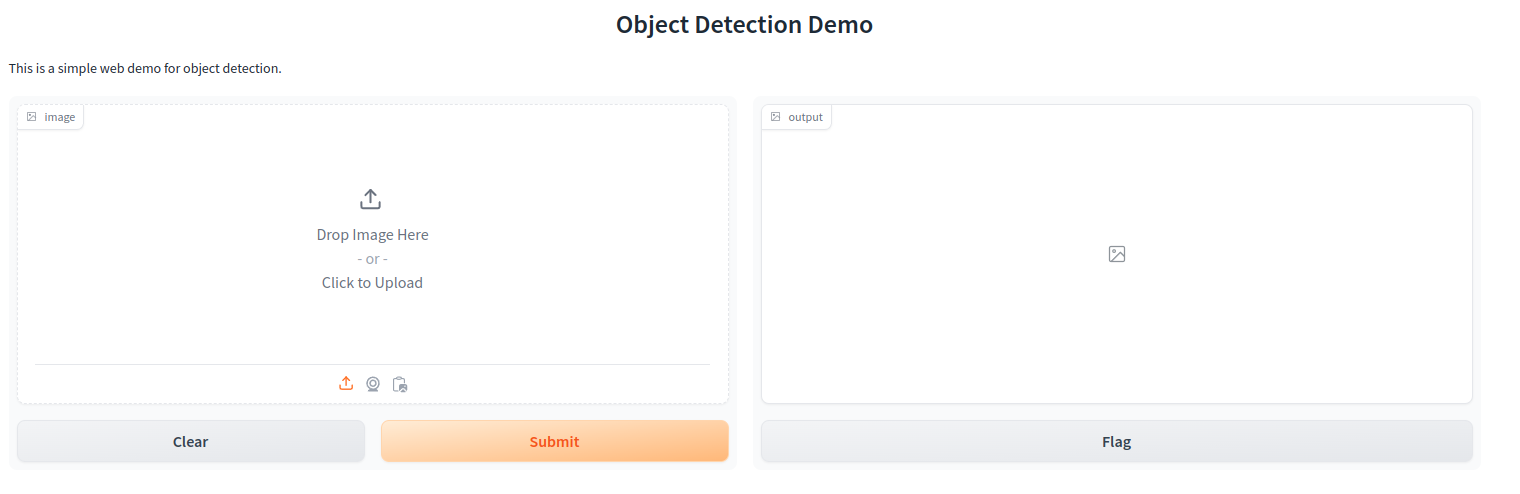 Object Detection Demo
This is a simple web demo for object detection.
image
Drop Image Here
- or -
Click to Upload
Clear
Submit
output
Flag